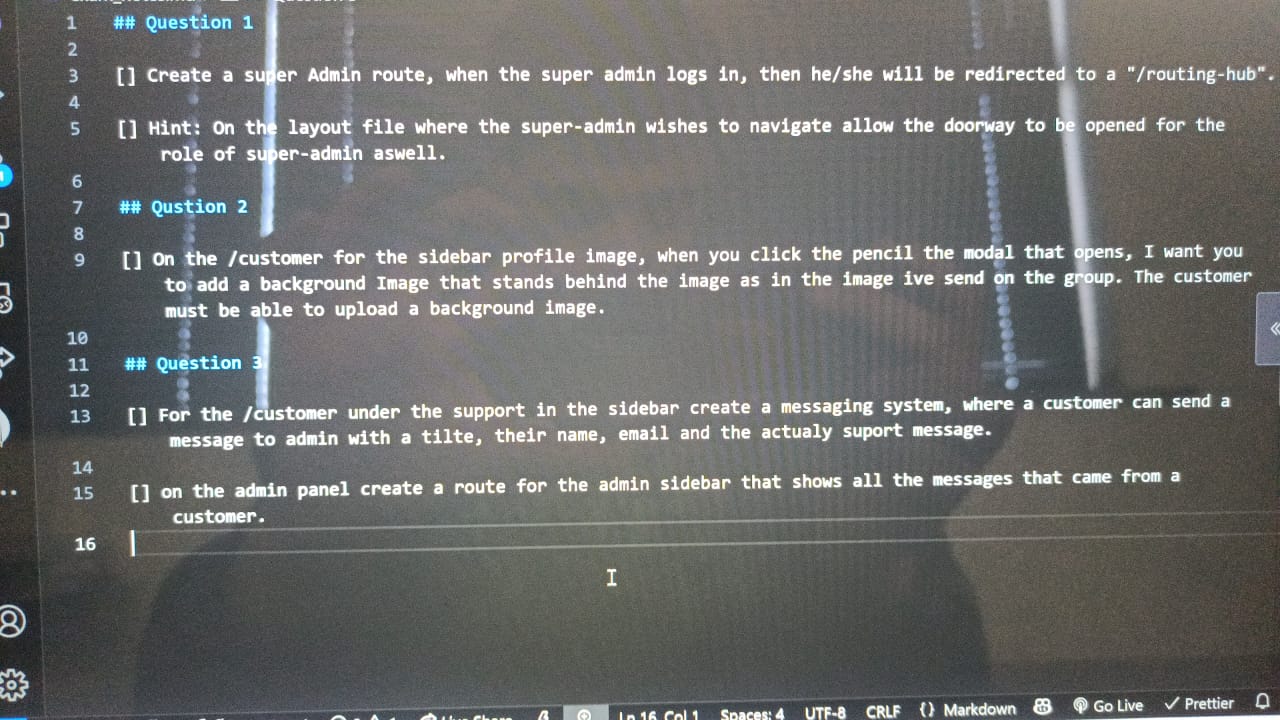 1 ## Question 1
2
3 [] Create a super Admin route, when the super admin logs in, then he/she will be redirected to a "/routing-hub".
4
5 [] Hint: On the layout file where the super-admin wishes to navigate allow the doorway to be opened for the
role of super-admin aswell.
6
7 ## Qustion 2
8
9 [] On the /customer for the sidebar profile image, when you click the pencil the modal that opens, I want you
to add a background Image that stands behind the image as in the image ive send on the group. The customer
must be able to upload a background image.
10
11 ## Question 3
12
13 [] For the /customer under the support in the sidebar create a messaging system, where a customer can send a
message to admin with a tilte, their name, email and the actualy suport message.
14
15 [] on the admin panel create a route for the admin sidebar that shows all the messages that came from a
customer.
16
Ln 16, Col 1 Spaces: 4 UTF-8 CRLF {} Markdown Go Live Prettier